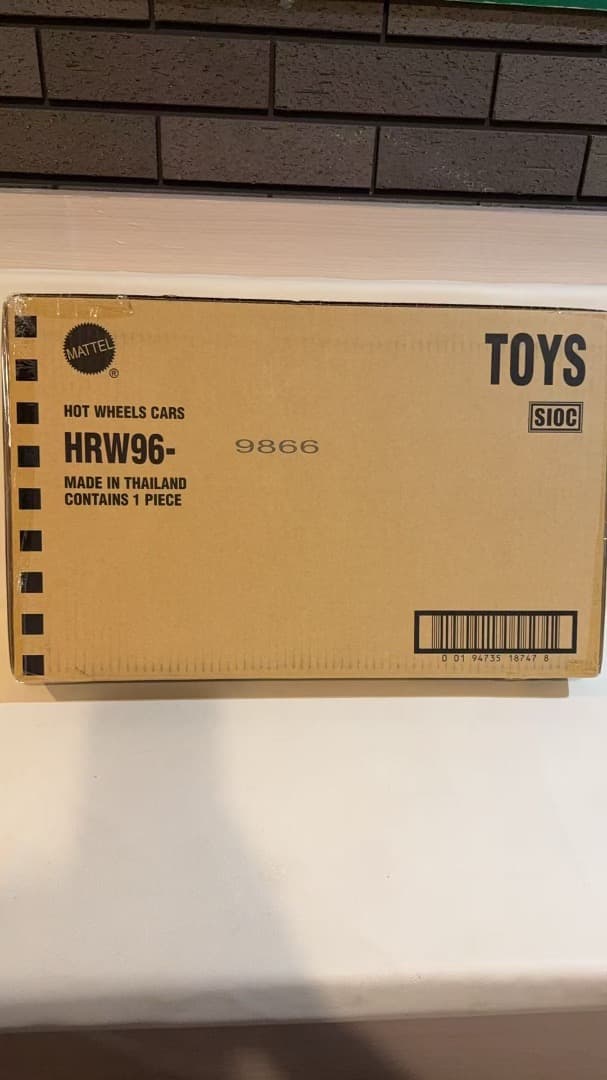 MATTEL
®
TOYS
SIOC
HOT WHEELS CARS
HRW96- 9866
MADE IN THAILAND
CONTAINS 1 PIECE
0 01 94735 18747 8